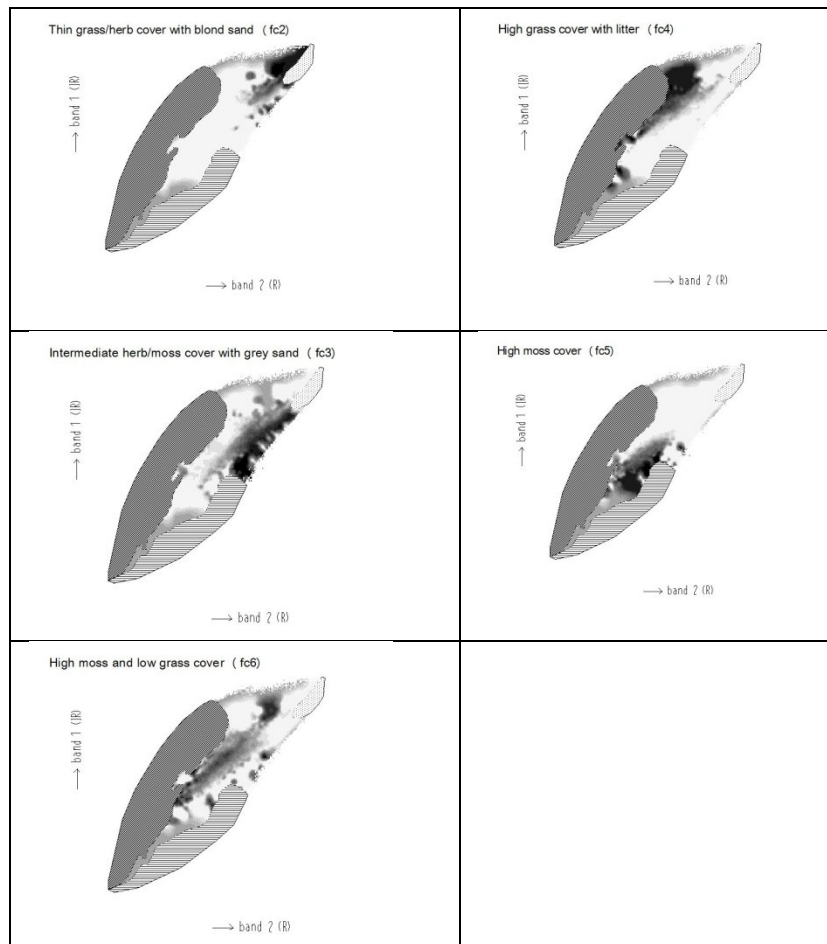 Thin grass/herb cover with blond sand ( fc2)
band 1 (IR)
band 2 (R)
High grass cover with litter ( fc4)
band 1 (IR)
band 2 (R)
Intermediate herb/moss cover with grey sand ( fc3)
band 1 (IR)
band 2 (R)
High moss cover ( fc5)
band 1 (IR)
band 2 (R)
High moss and low grass cover ( fc6)
band 1 (IR)
band 2 (R)